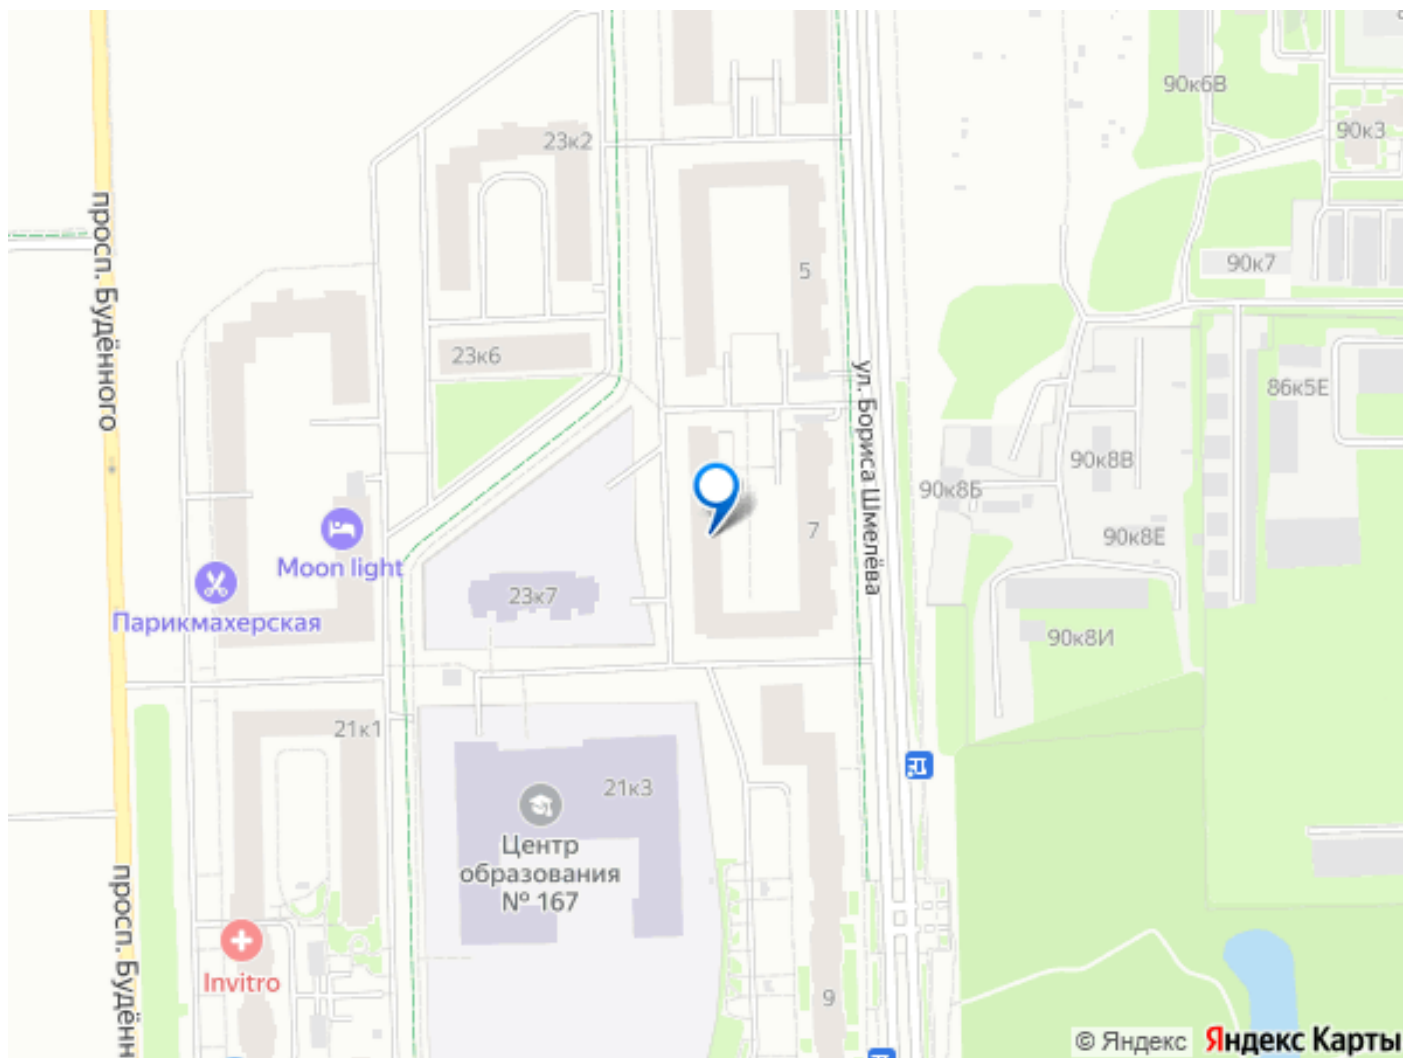 90к6В
90к3
23к2
просп. Будённого
5
90к7
23к6
ул. Бориса Шмелёва
86к5Е
90к8В
90к8Б
7
90к8Е
Moon light
23к7
Парикмахерская
90к8И
21к1
21к3
Центр
образования
№ 167
просп. Будённ
Invitro
9
© Яндекс
Яндекс Карты